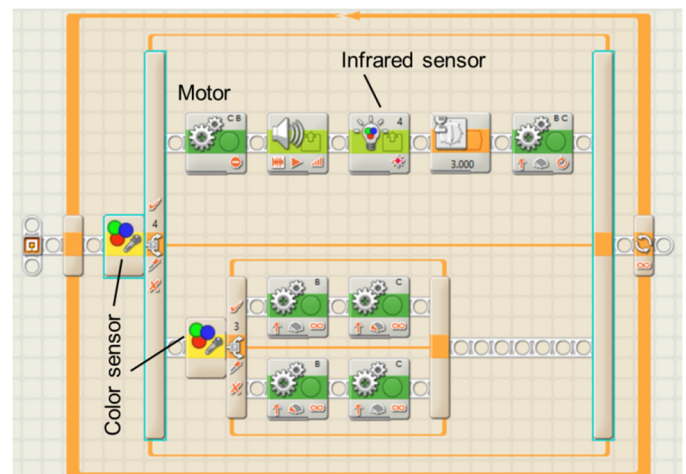 Infrared sensor
Motor
C B
4
3.000
B C
4
B
C
3
B
C
Color sensor